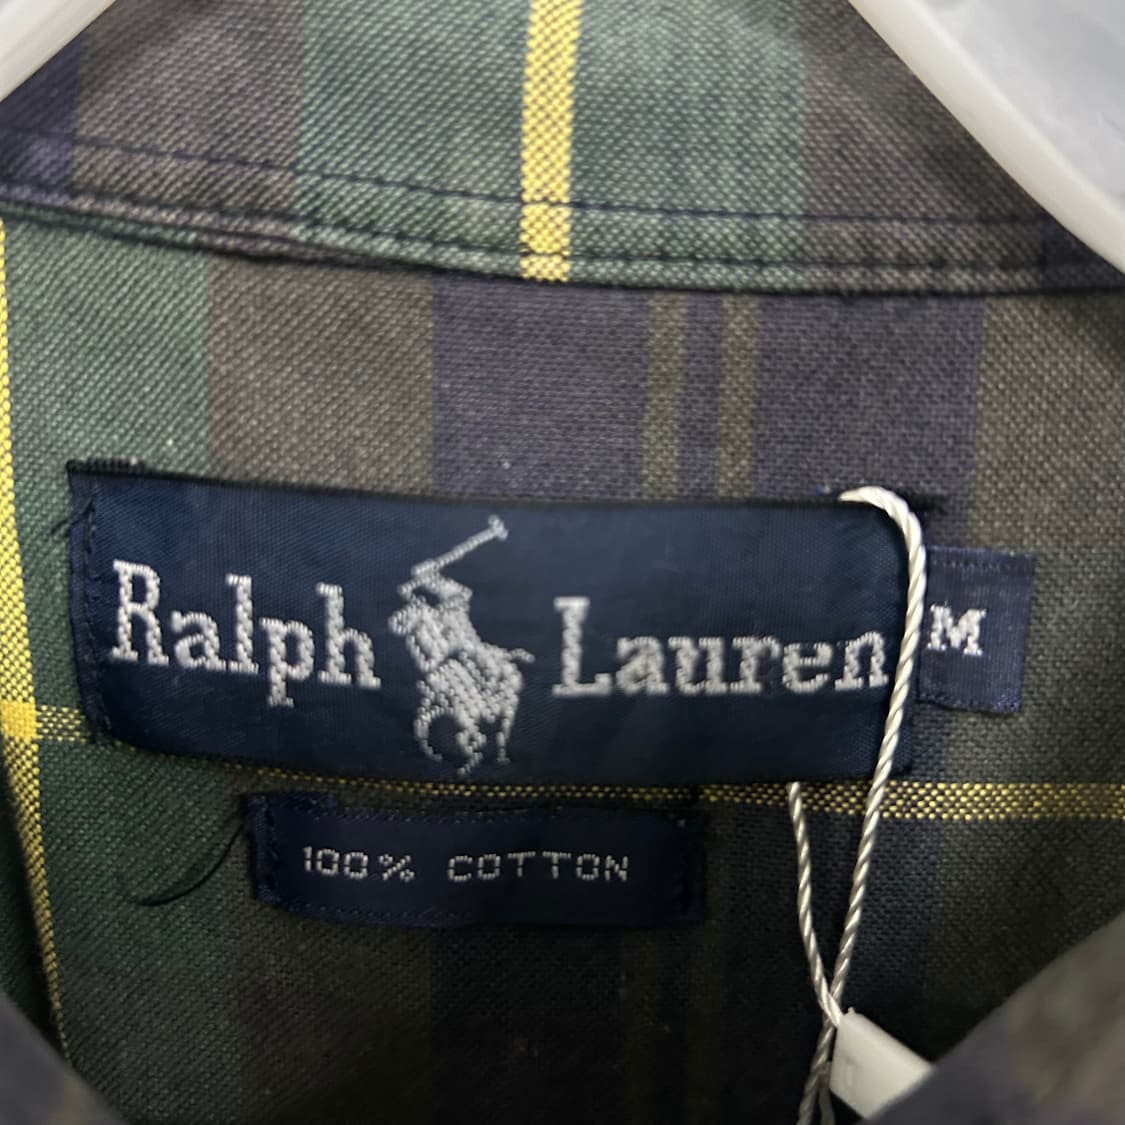 Ralph Lauren
M
100% COTTON